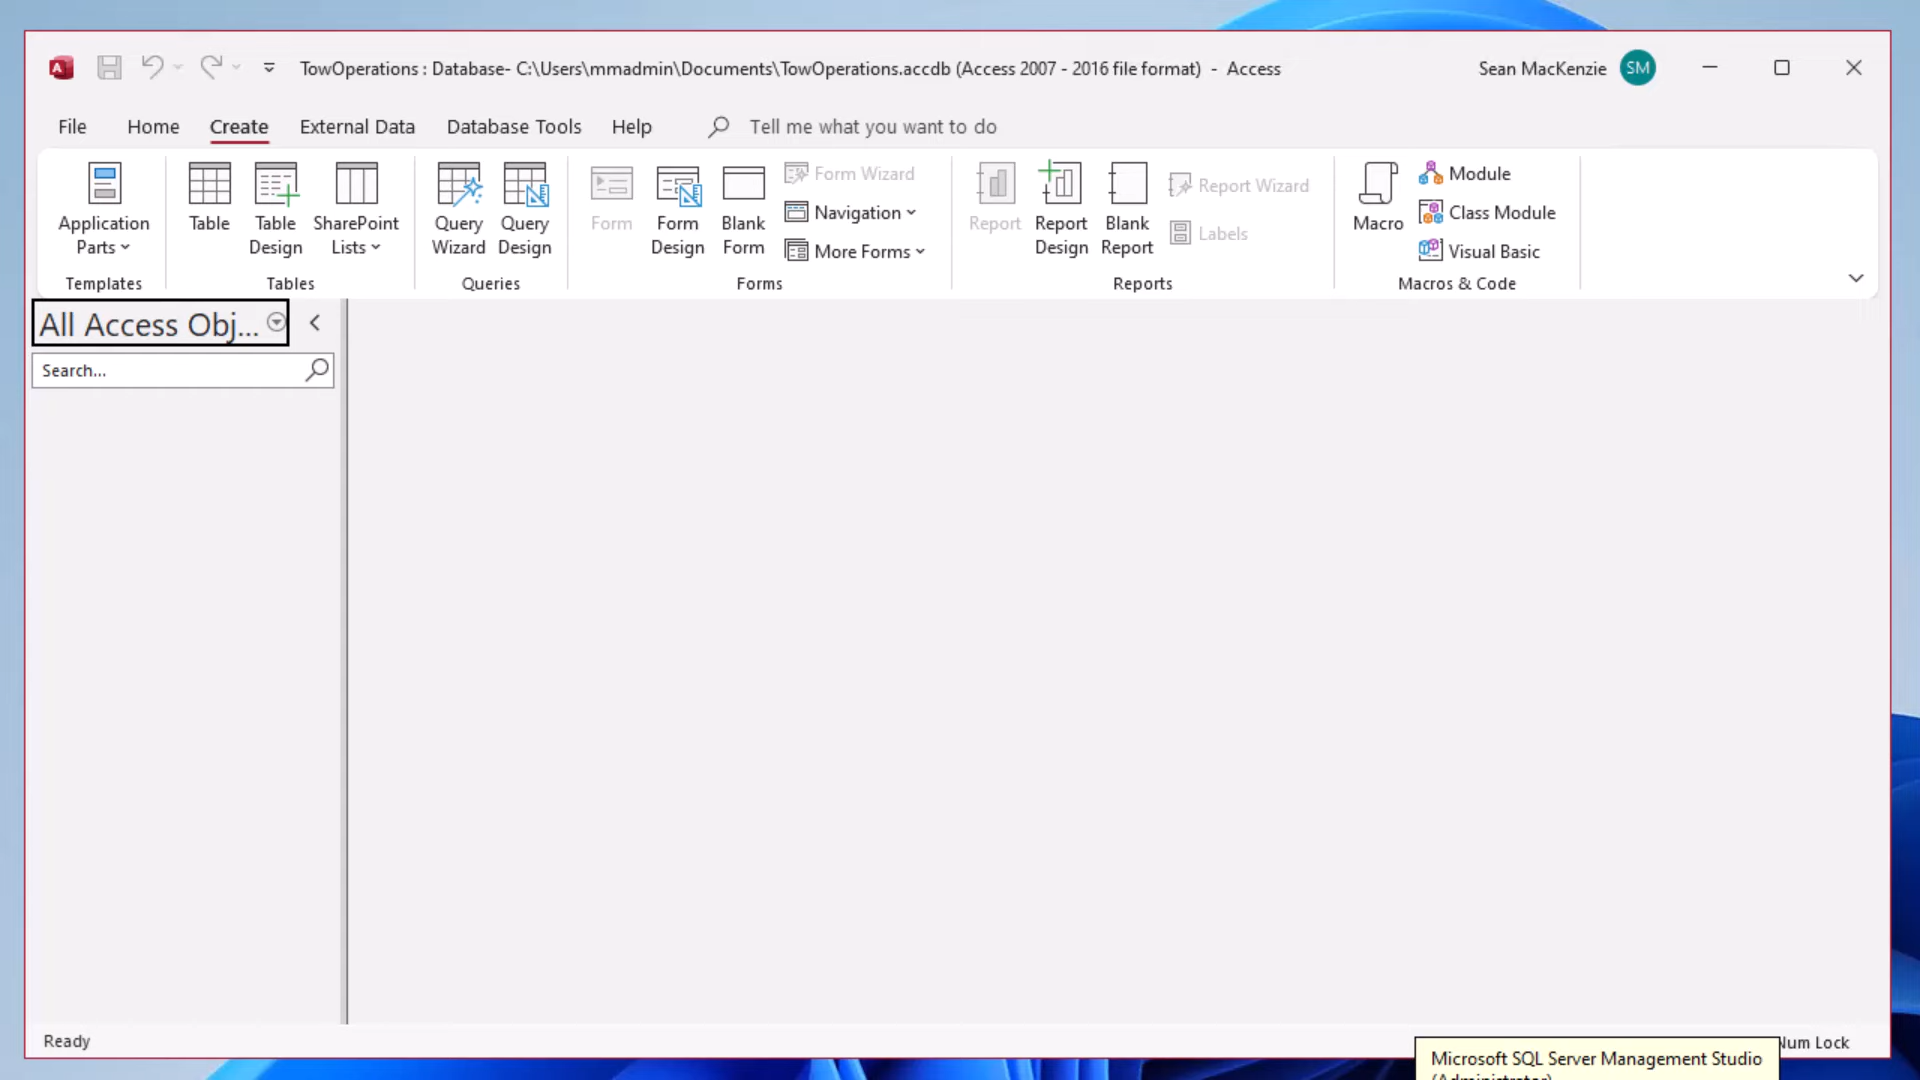 TowOperations : Database- C:\Users\mmadmin\Documents\TowOperations.accdb (Access 2007 - 2016 file format) - Access
Sean MacKenzie SM
File Home Create External Data Database Tools Help Tell me what you want to do
Application Parts
Templates
Table
Table Design
SharePoint Lists
Tables
Query Wizard
Query Design
Queries
Form
Form Design
Blank Form
Form Wizard
Navigation
More Forms
Forms
Report
Report Design
Blank Report
Report Wizard
Labels
Reports
Macro
Module
Class Module
Visual Basic
Macros & Code
All Access Obj...
Search...
Ready
Num Lock
Microsoft SQL Server Management Studio
(Administrator)